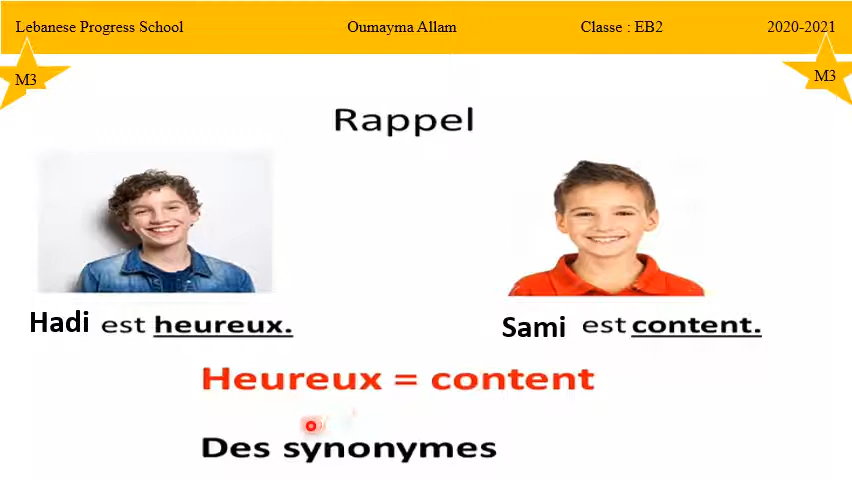 Lebanese Progress School Oumayma Allam Classe : EB2 2020-2021
M3 M3
Rappel
Hadi est heureux. Sami est content.
Heureux = content
Des synonymes